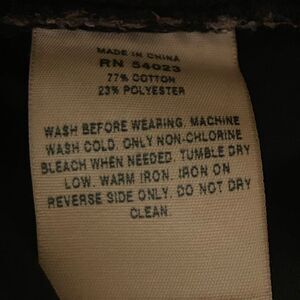 MADE IN CHINA
RN 54023
77% COTTON
23% POLYESTER
WASH BEFORE WEARING. MACHINE
WASH COLD. ONLY NON-CHLORINE
BLEACH WHEN NEEDED. TUMBLE DRY
LOW. WARM IRON. IRON ON
REVERSE SIDE ONLY. DO NOT DRY
CLEAN.